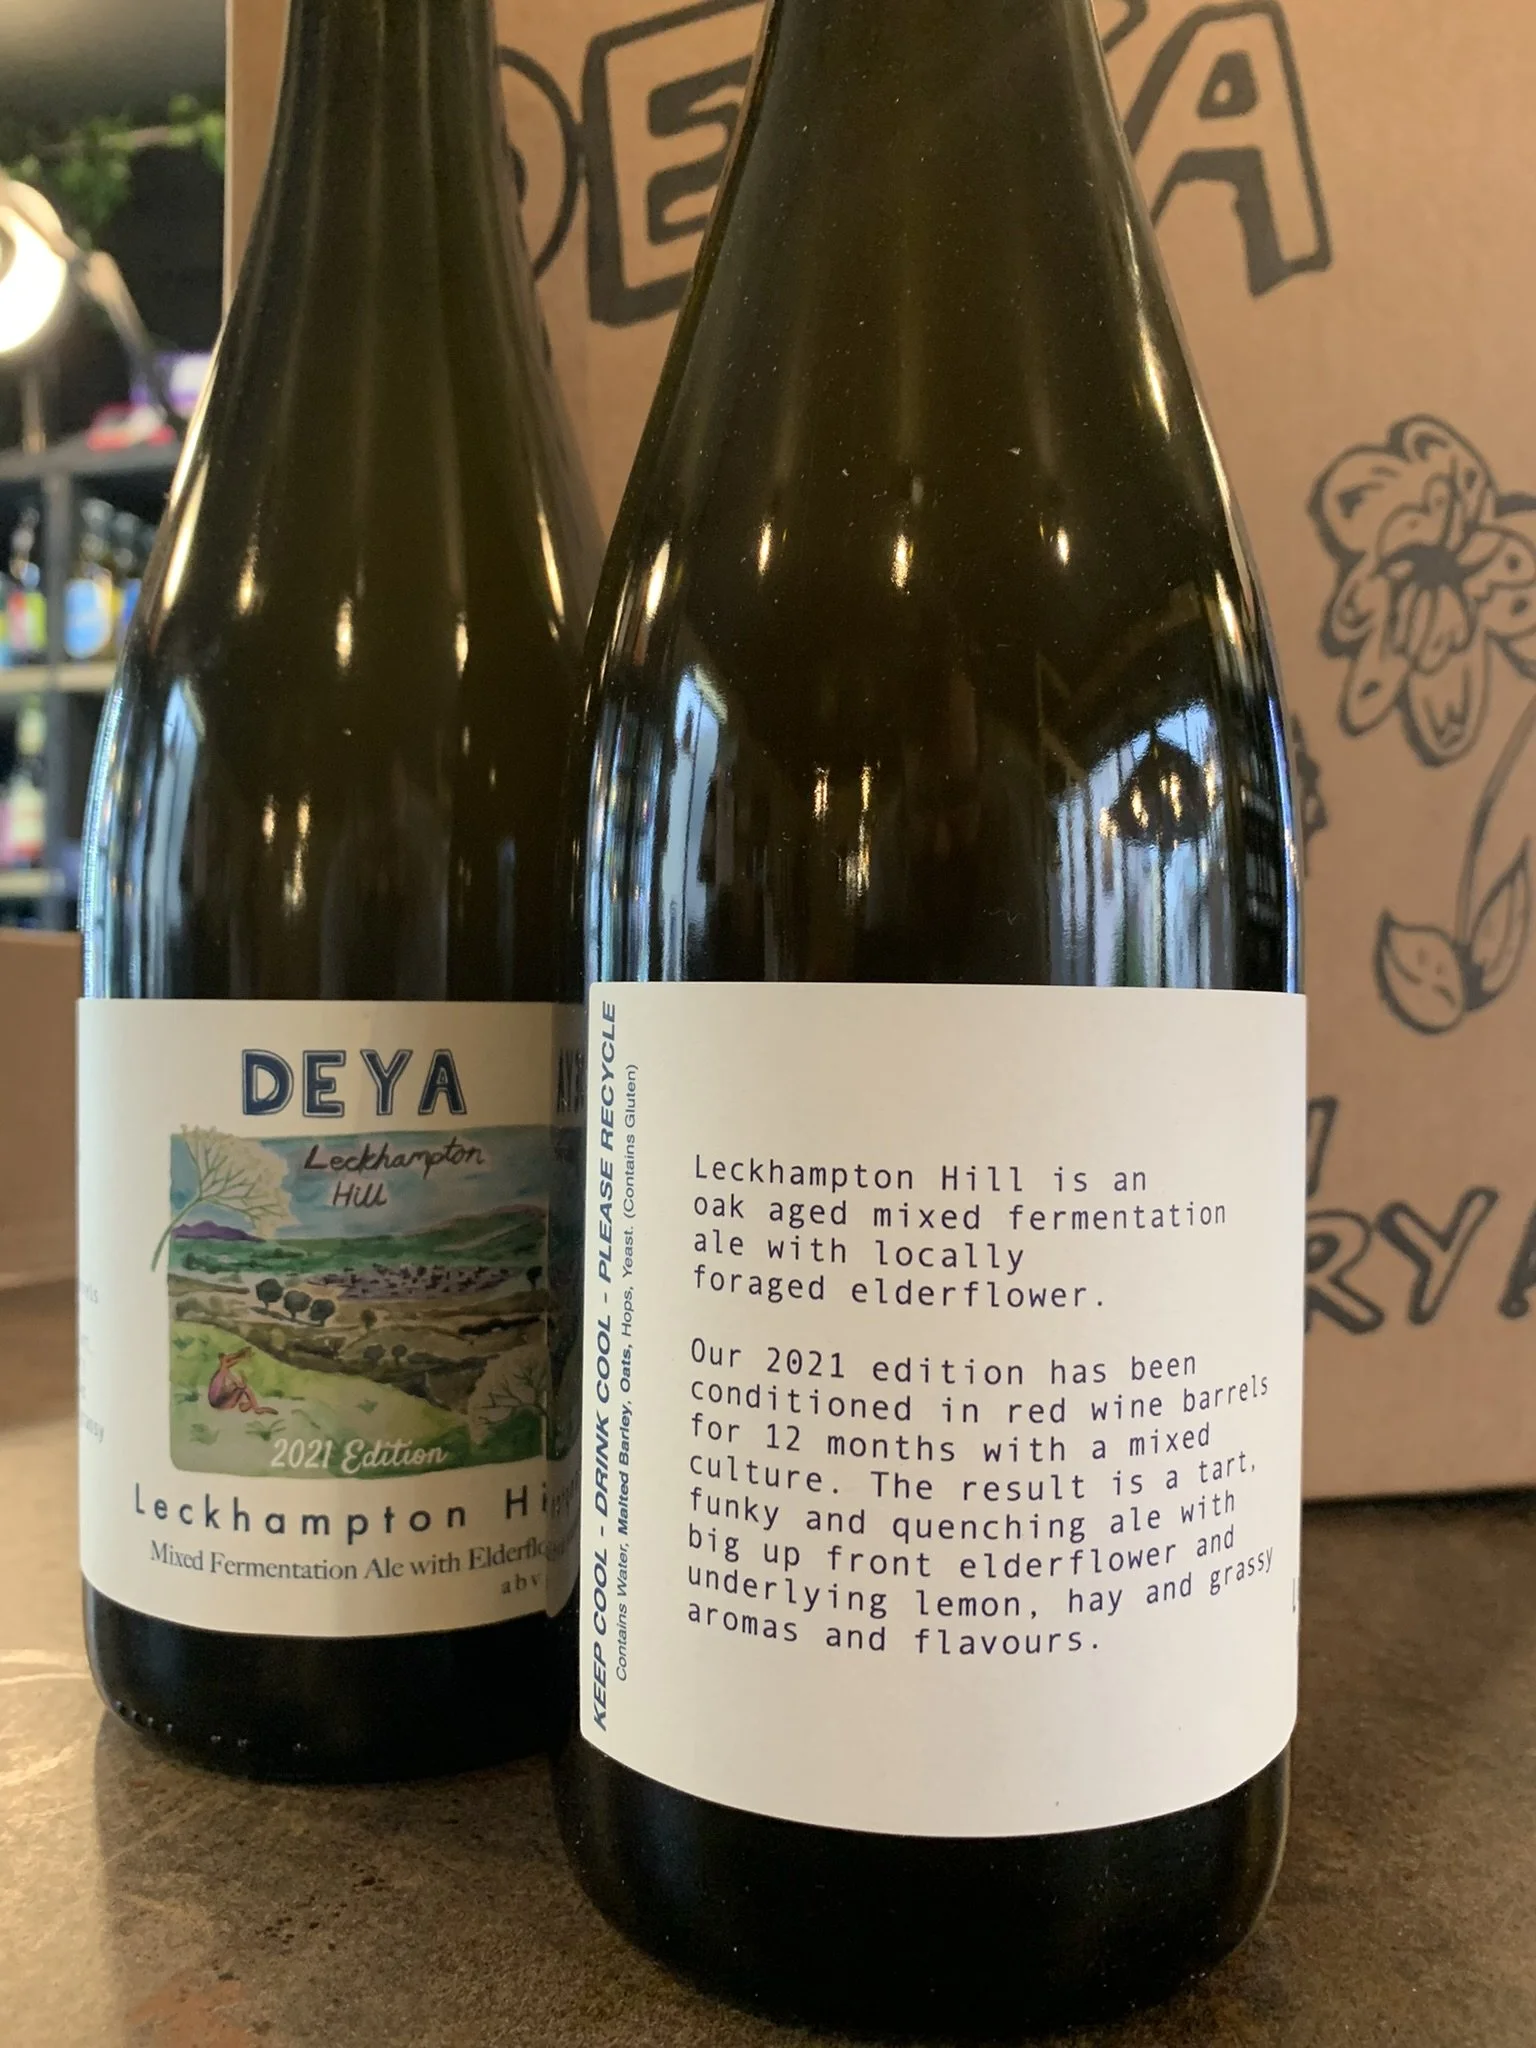 DEYA
DEYA
Leckhampton
Hill
2021 Edition
Leckhampton Hi
Mixed Fermentation Ale with Elderflo
abv
KEEP COOL - DRINK COOL - PLEASE RECYCLE
Contains Water, Malted Barley, Oats, Hops, Yeast. (Contains Gluten)
Leckhampton Hill is an
oak aged mixed fermentation
ale with locally
foraged elderflower.
Our 2021 edition has been
conditioned in red wine barrels
for 12 months with a mixed
culture. The result is a tart,
funky and quenching ale with
big up front elderflower and
underlying lemon, hay and grassy
aromas and flavours.